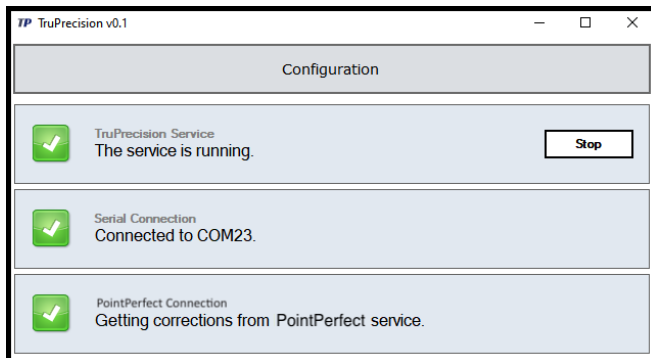 TP TruPrecision v0.1
Configuration
TruPrecision Service
The service is running.
Stop
Serial Connection
Connected to COM23.
PointPerfect Connection
Getting corrections from PointPerfect service.